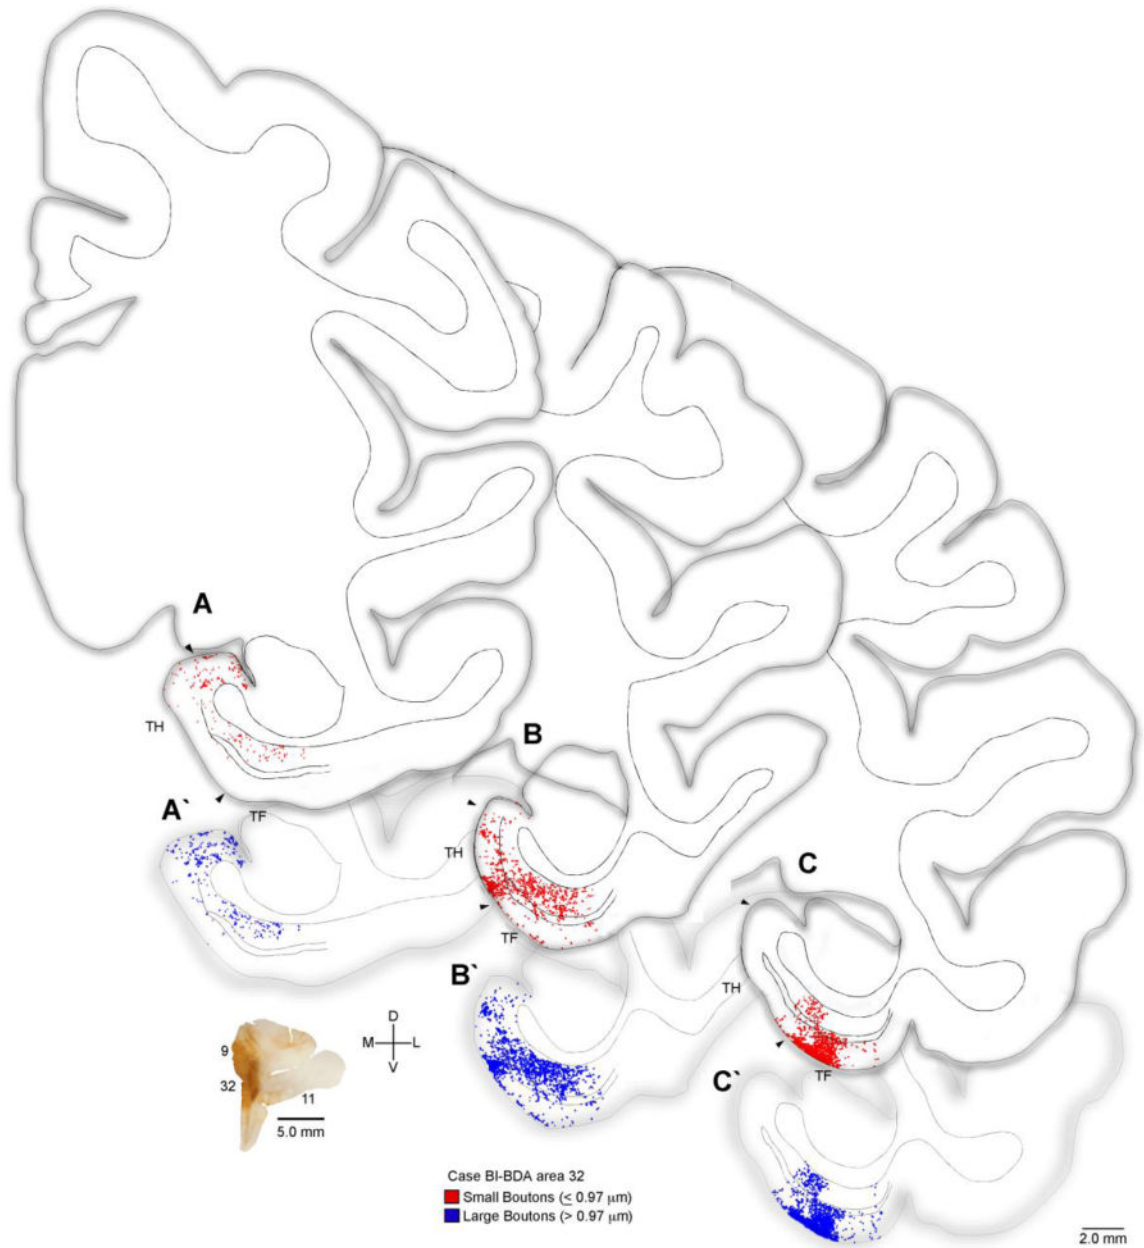 A
TH
B
A`
TF
TH
C
TF
B`
TH
D
M L
V
9
32
11
5.0 mm
TF
C`
Case BI-BDA area 32
Small Boutons (≤ 0.97 μm)
Large Boutons (> 0.97 μm)
2.0 mm